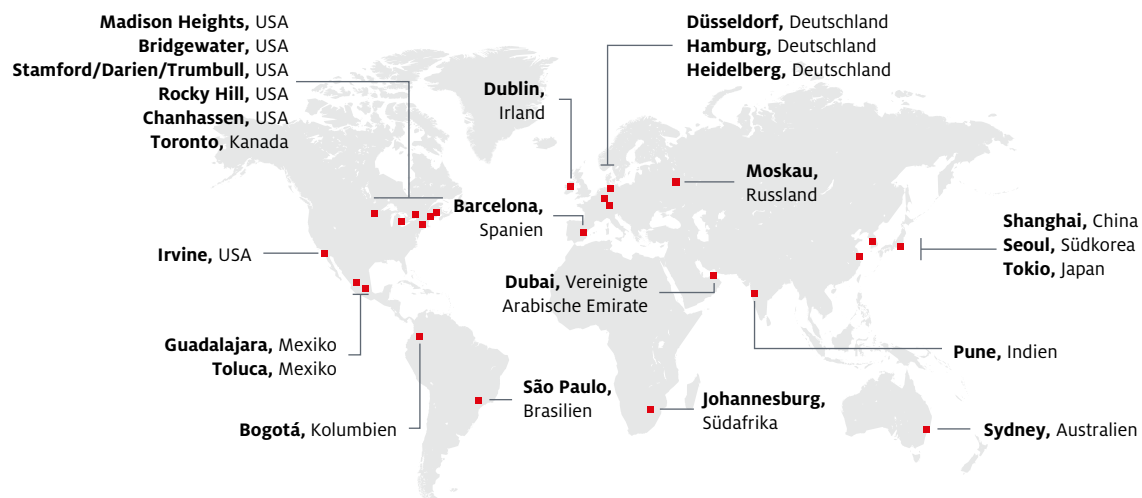 Madison Heights, USA
Bridgewater, USA
Stamford/Darien/Trumbull, USA
Rocky Hill, USA
Chanhassen, USA
Toronto, Kanada
Düsseldorf, Deutschland
Hamburg, Deutschland
Heidelberg, Deutschland
Dublin,
Irland
Moskau,
Russland
Barcelona,
Spanien
Shanghai, China
Seoul, Südkorea
Tokio, Japan
Irvine, USA
Dubai, Vereinigte
Arabische Emirate
Guadalajara, Mexiko
Toluca, Mexiko
Pune, Indien
São Paulo,
Brasilien
Johannesburg,
Südafrika
Bogotá, Kolumbien
Sydney, Australien